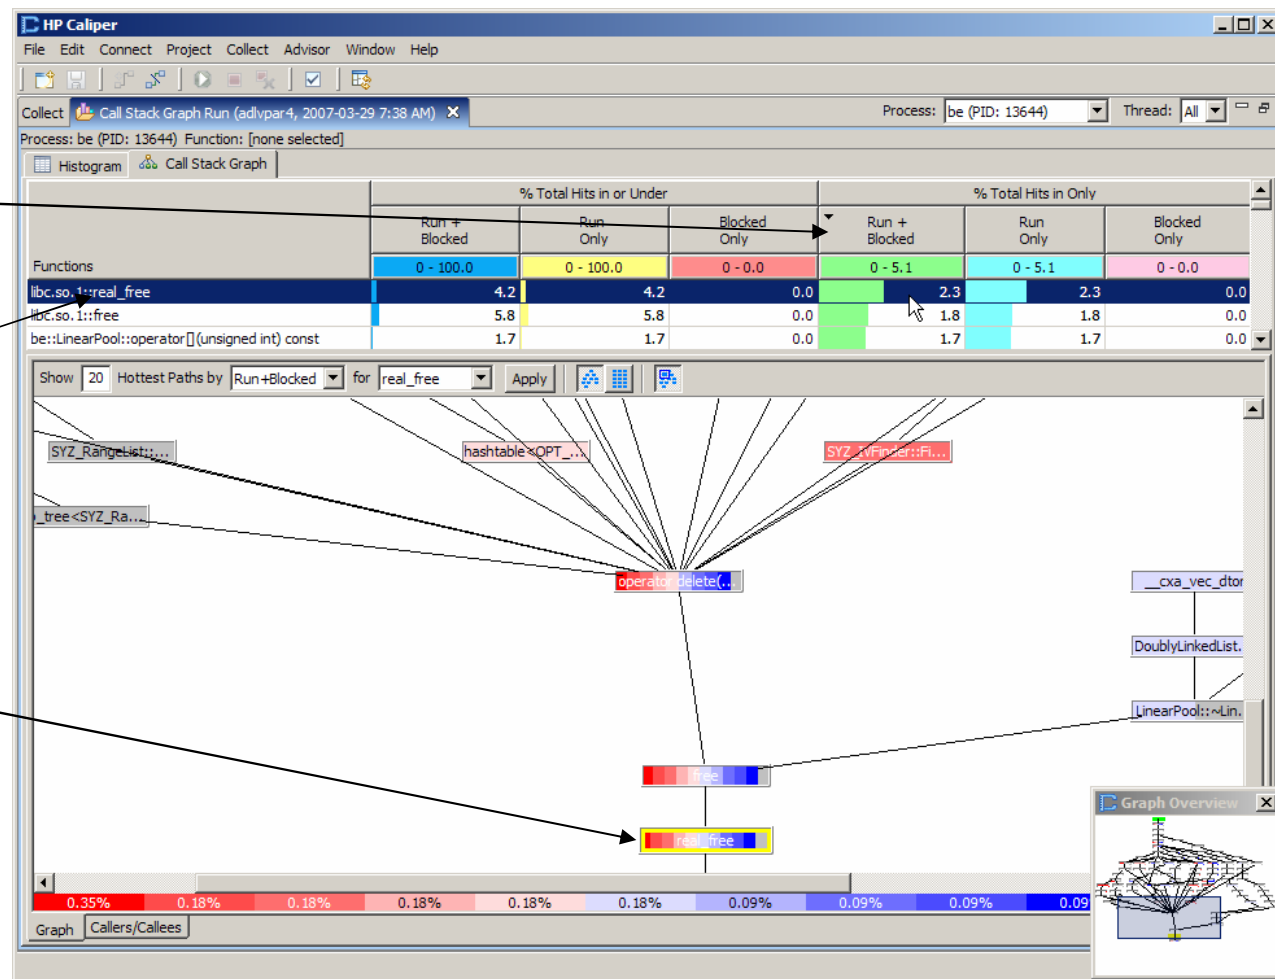 HP Caliper
File Edit Connect Project Collect Advisor Window Help
Collect Call Stack Graph Run (adlvpar4, 2007-03-29 7:38 AM) Process: be (PID: 13644) Thread: All
Process: be (PID: 13644) Function: [none selected]
Histogram Call Stack Graph
% Total Hits in or Under % Total Hits in Only
Run + Blocked Run Only Blocked Only Run + Blocked Run Only Blocked Only
Functions 0 - 100.0 0 - 100.0 0 - 0.0 0 - 5.1 0 - 5.1 0 - 0.0
libc.so.1::real_free 4.2 4.2 0.0 2.3 2.3 0.0
libc.so.1::free 5.8 5.8 0.0 1.8 1.8 0.0
be::LinearPool::operator[](unsigned int) const 1.7 1.7 0.0 1.7 1.7 0.0
Show 20 Hottest Paths by Run+Blocked for real_free Apply
SYZ_RangeList::... hashtable<OPT_... SYZ_IVFinder::Fi...
_tree<SYZ_Ra...
operator delete(... __cxa_vec_dtor
DoublyLinkedList.
LinearPool::~Lin.
free
real_free
Graph Overview
0.35% 0.18% 0.18% 0.18% 0.18% 0.18% 0.09% 0.09% 0.09% 0.09
Graph Callers/Callees